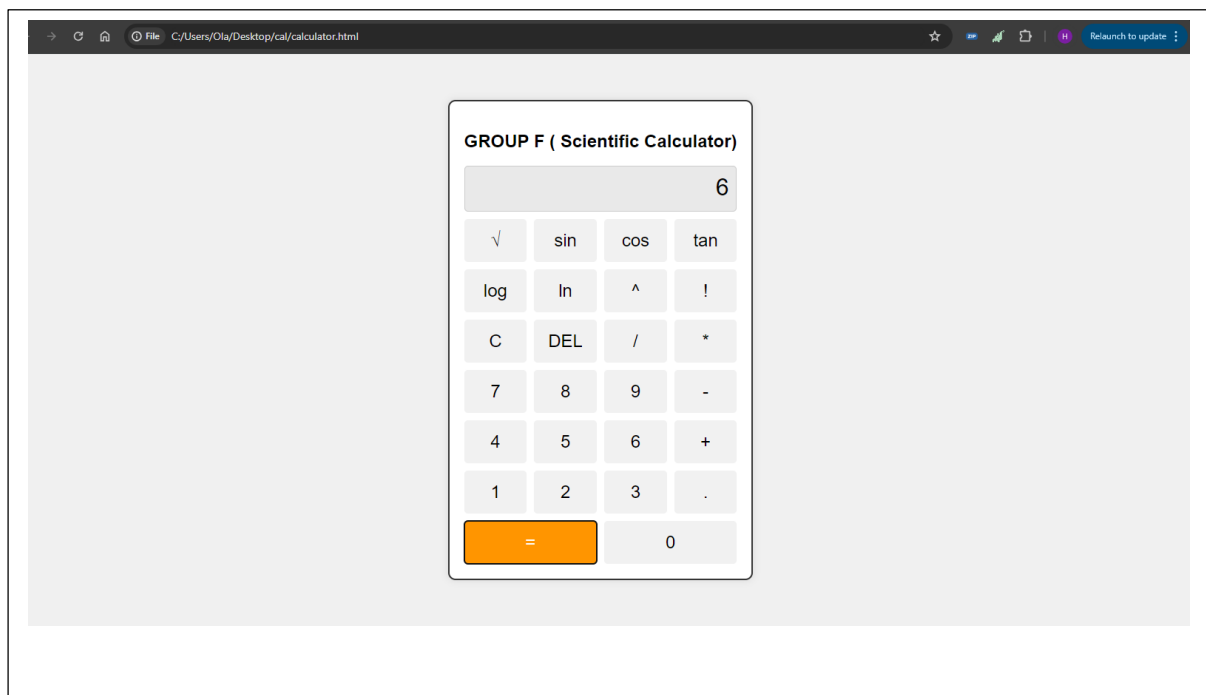 File C:/Users/Ola/Desktop/cal/calculator.html ZIP H Relaunch to update
GROUP F ( Scientific Calculator)
6
√ sin cos tan
log ln ^ !
C DEL / *
7 8 9 -
4 5 6 +
1 2 3 .
= 0